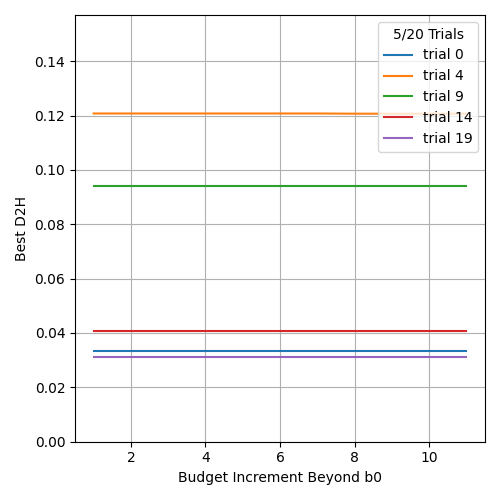 5/20 Trials
trial 0
trial 4
trial 9
trial 14
trial 19
0.14
0.12
0.10
0.08
0.06
0.04
0.02
0.00
Best D2H
2 4 6 8 10
Budget Increment Beyond b0